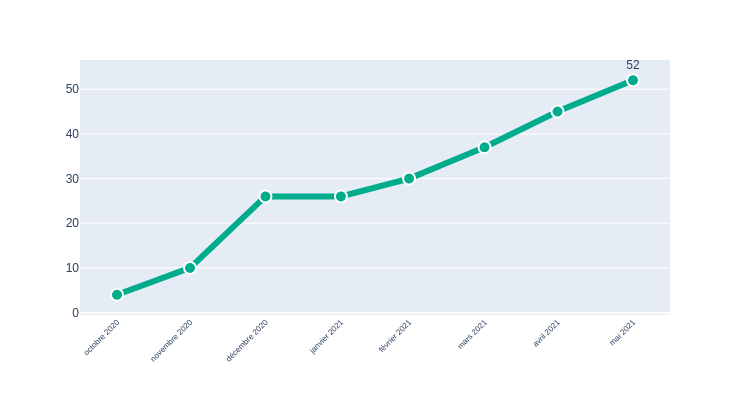 52
50
40
30
20
10
0
octobre 2020
novembre 2020
décembre 2020
janvier 2021
février 2021
mars 2021
avril 2021
mai 2021